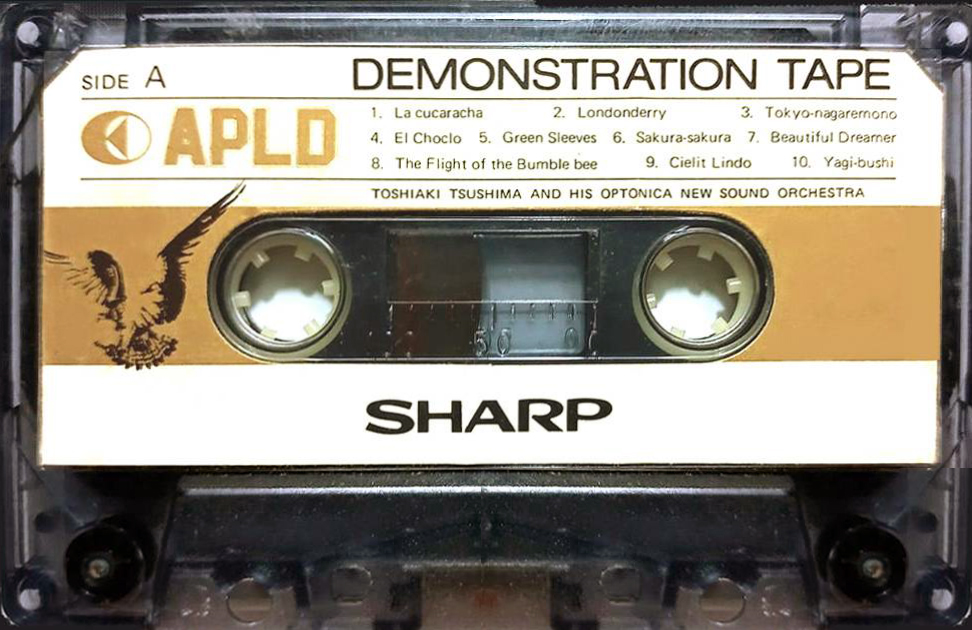 SIDE A
DEMONSTRATION TAPE
APLD
1. La cucaracha 2. Londonderry 3. Tokyo-nagaremono
4. El Choclo 5. Green Sleeves 6. Sakura-sakura 7. Beautiful Dreamer
8. The Flight of the Bumble bee 9. Cielit Lindo 10. Yagi-bushi
TOSHIAKI TSUSHIMA AND HIS OPTONICA NEW SOUND ORCHESTRA
SHARP